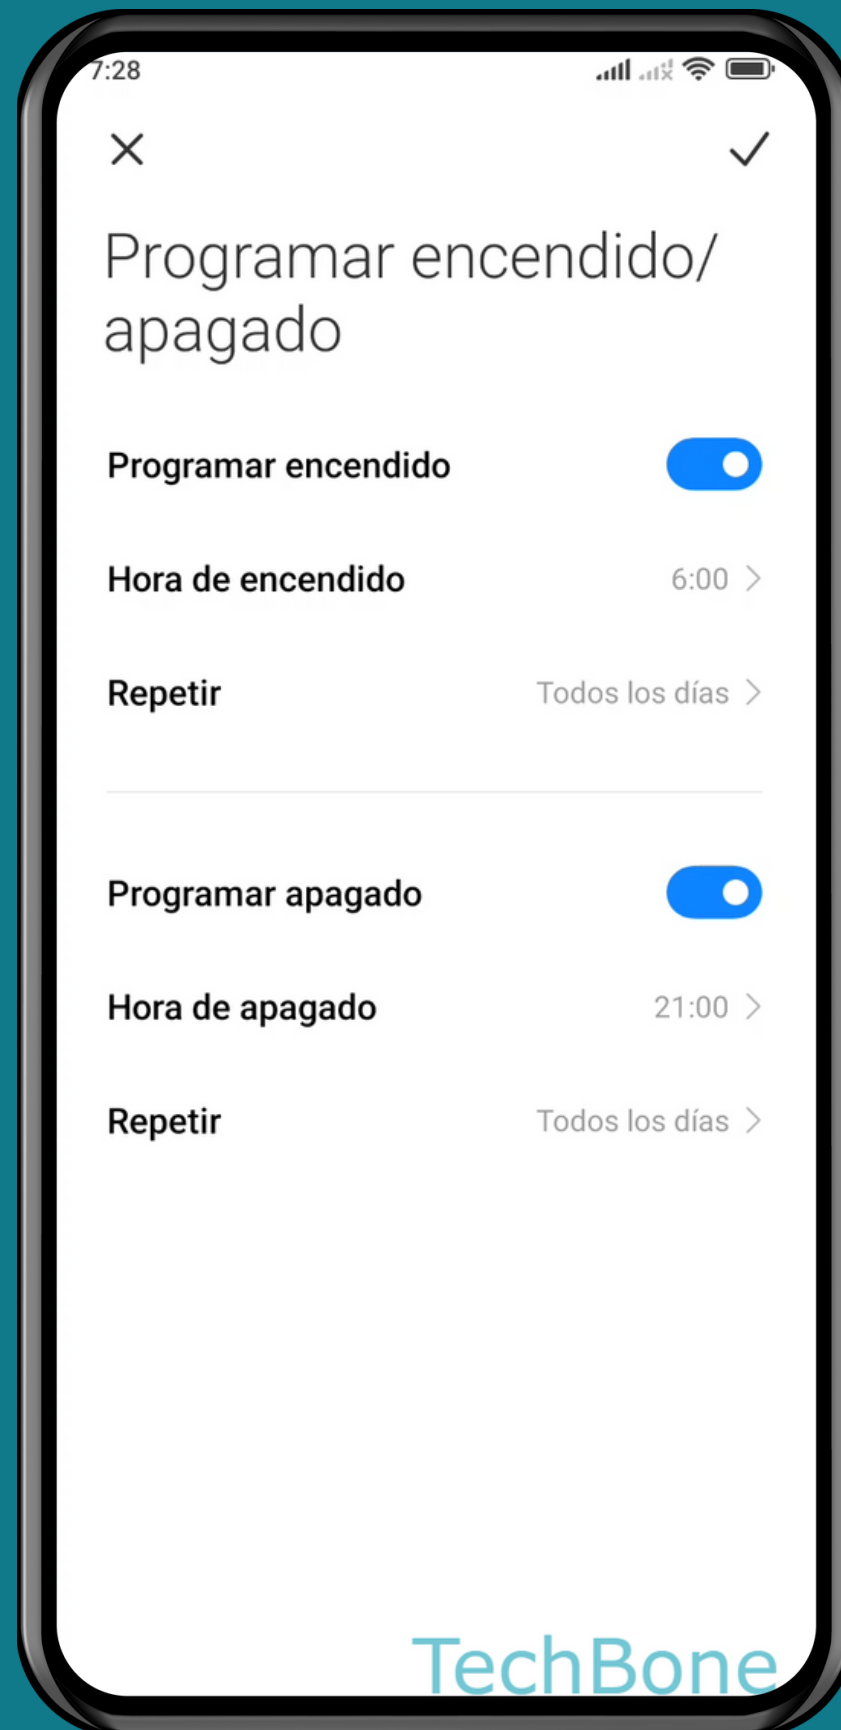 7:28
Programar encendido/
apagado
Programar encendido
Hora de encendido 6:00
Repetir Todos los días
Programar apagado
Hora de apagado 21:00
Repetir Todos los días
TechBone